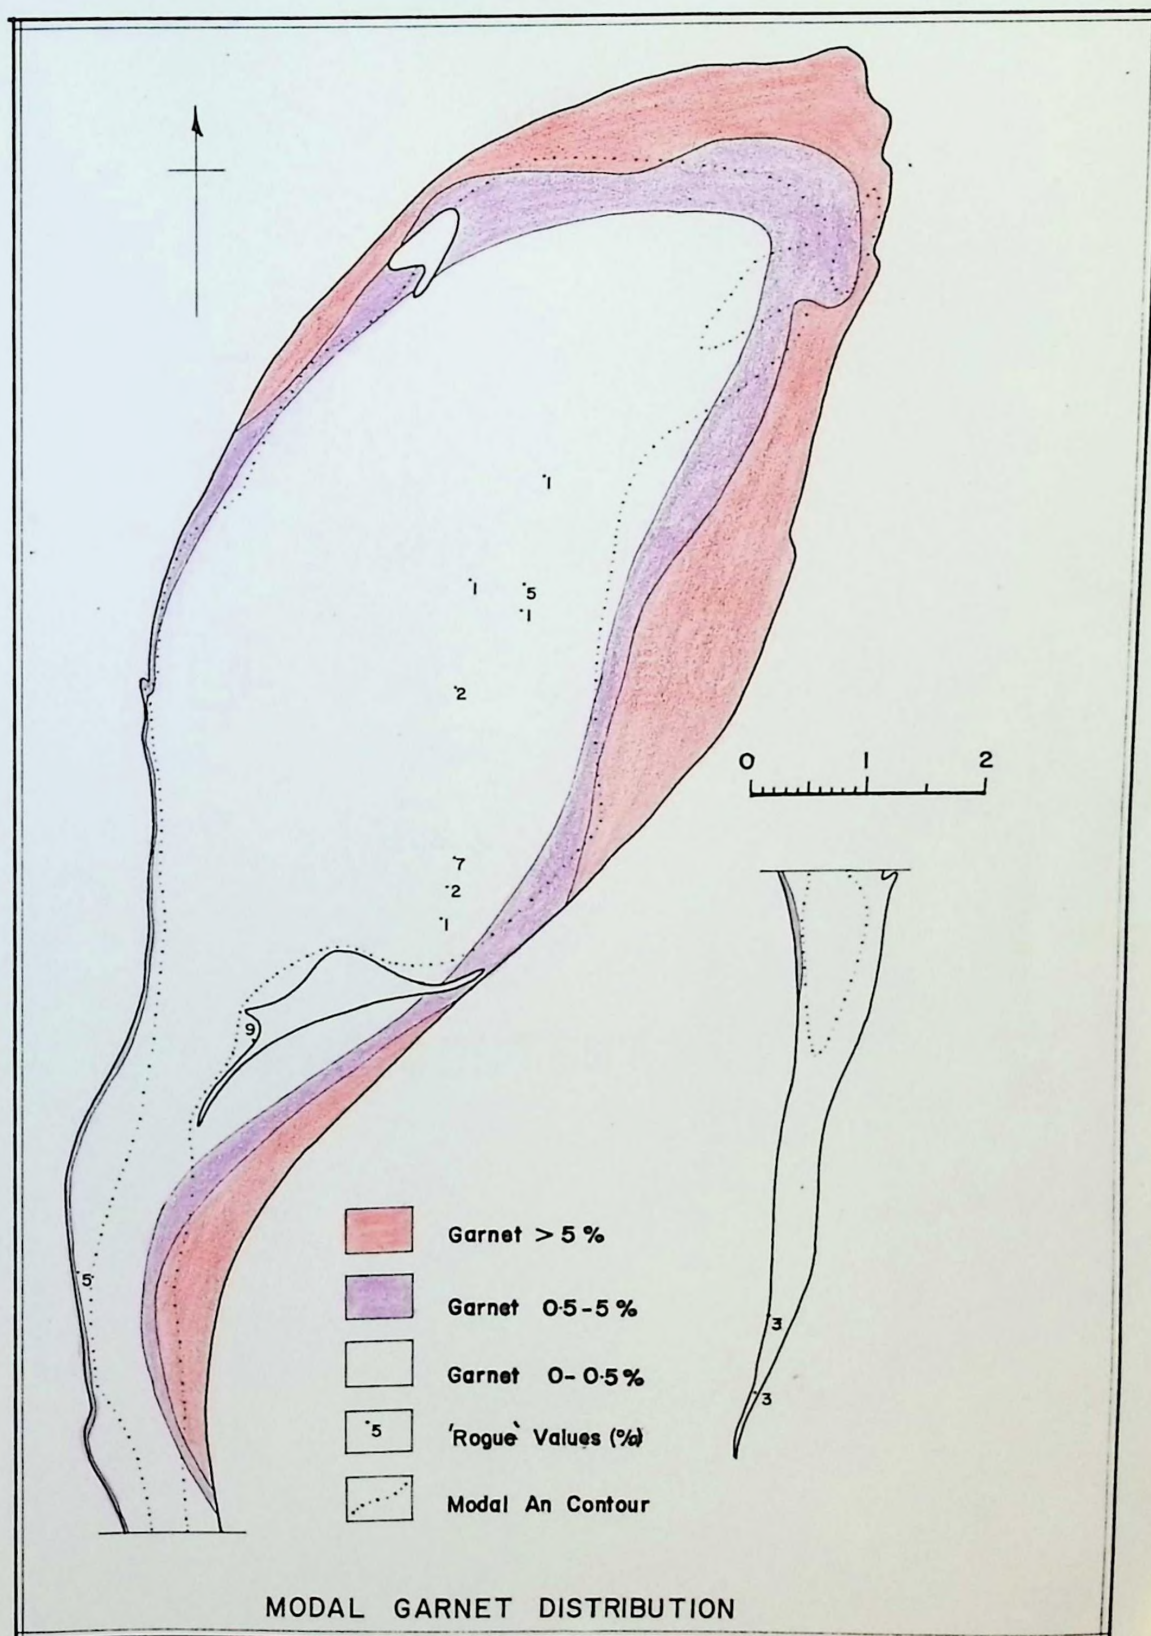 1
1
5
1
2
0 1 2
7
2
1
9
5
3
3
Garnet > 5 %
Garnet 0·5-5 %
Garnet 0-0·5 %
5 'Rogue' Values (%)
Modal An Contour
MODAL GARNET DISTRIBUTION